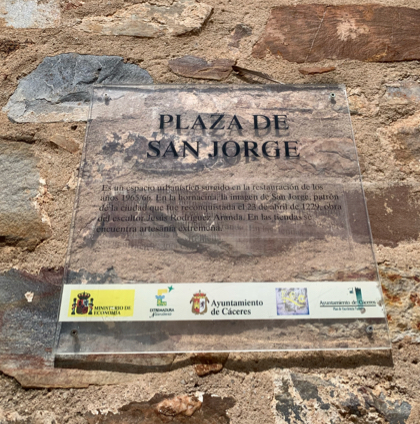 PLAZA DE
SAN JORGE
Es un espacio urbanístico surgido en la restauración de los
años 1965/66. En la hornacina, la imagen de San Jorge, patrón
de la ciudad que fue reconquistada el 23 de abril de 1229, obra
del escultor Jesús Rodríguez Aranda. En las tiendas se
encuentra artesanía extremeña.
MINISTERIO DE
ECONOMÍA
EXTREMADURA
Ayuntamiento
de Cáceres
Ayuntamiento de Cáceres